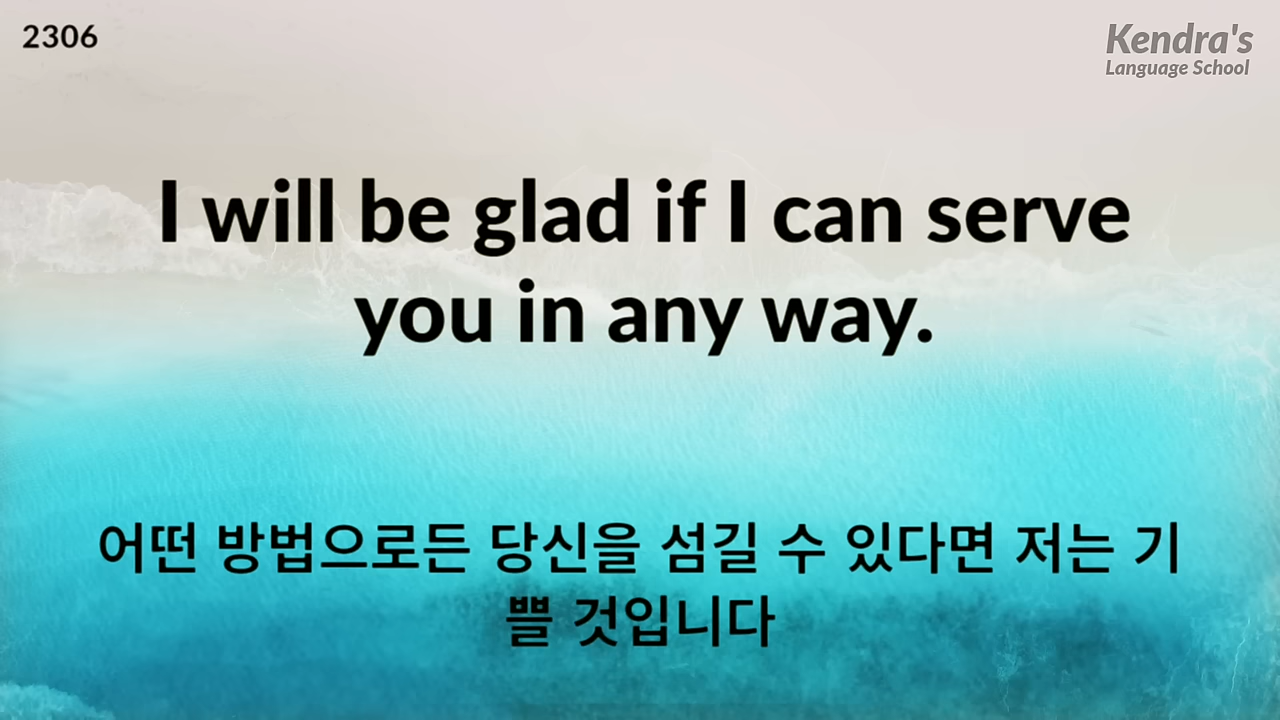 2306
Kendra's
Language School
I will be glad if I can serve
you in any way.
어떤 방법으로든 당신을 섬길 수 있다면 저는 기
쁠 것입니다